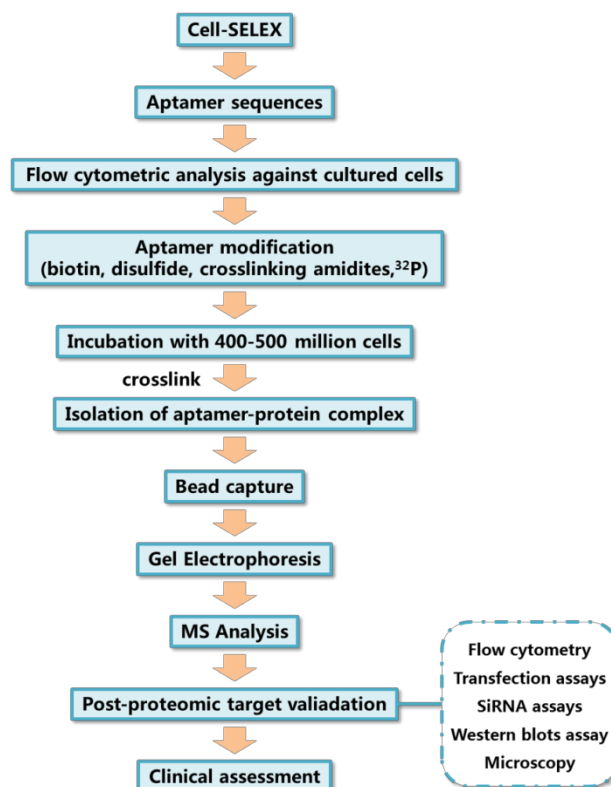 Cell-SELEX
Aptamer sequences
Flow cytometric analysis against cultured cells
Aptamer modification
(biotin, disulfide, crosslinking amidites,³²P)
Incubation with 400-500 million cells
crosslink
Isolation of aptamer-protein complex
Bead capture
Gel Electrophoresis
MS Analysis
Post-proteomic target valiadation
Flow cytometry
Transfection assays
SiRNA assays
Western blots assay
Microscopy
Clinical assessment